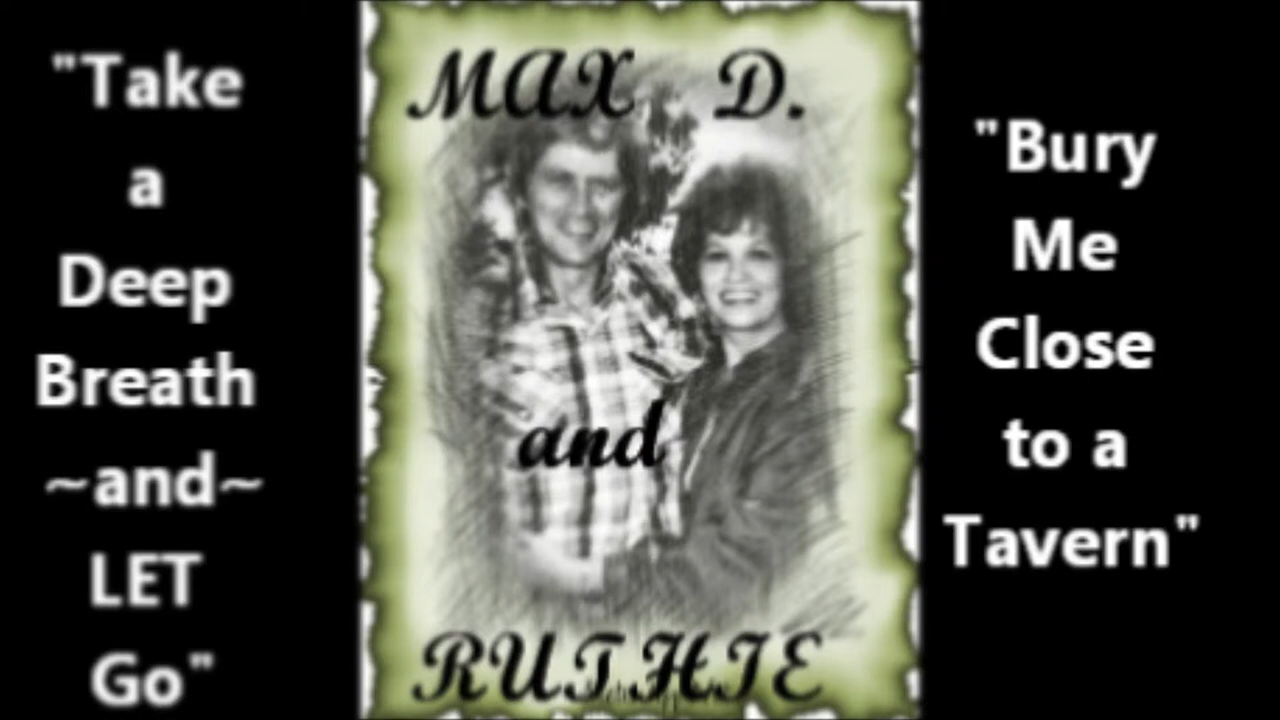 "Take
a
Deep
Breath
~and~
LET
Go"
MAX D.
and
RUTHIE
"Bury
Me
Close
to a
Tavern"